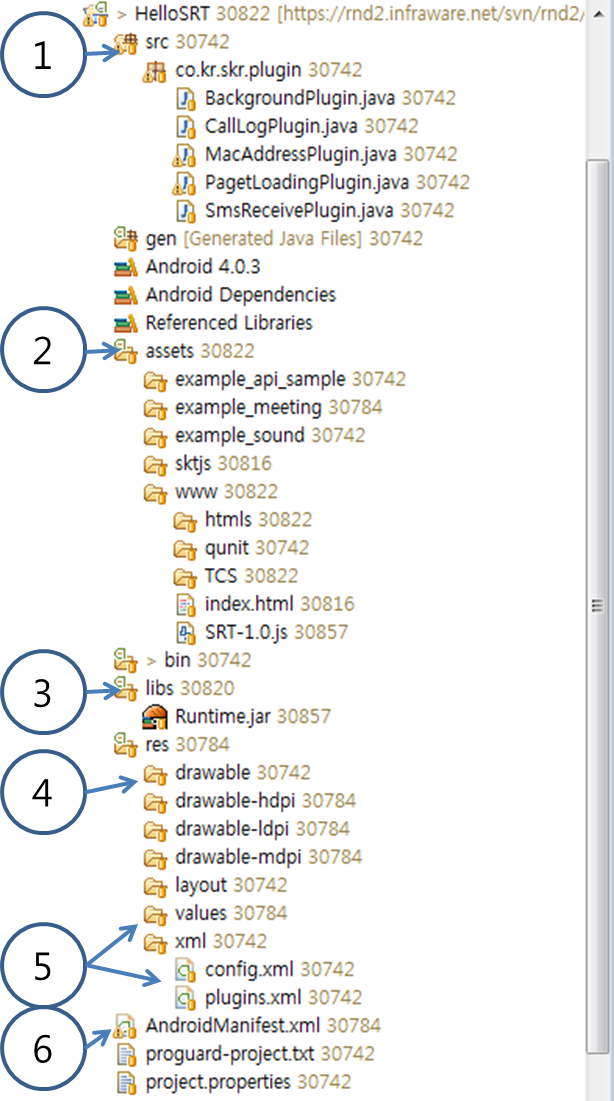 > HelloSRT 30822 [https://rnd2.infraware.net/svn/rnd2/
1
src 30742
co.kr.skr.plugin 30742
BackgroundPlugin.java 30742
CallLogPlugin.java 30742
MacAddressPlugin.java 30742
PagetLoadingPlugin.java 30742
SmsReceivePlugin.java 30742
gen [Generated Java Files] 30742
Android 4.0.3
Android Dependencies
Referenced Libraries
2
assets 30822
example_api_sample 30742
example_meeting 30784
example_sound 30742
sktjs 30816
www 30822
htmls 30822
qunit 30742
TCS 30822
index.html 30816
SRT-1.0.js 30857
> bin 30742
3
libs 30820
Runtime.jar 30857
res 30784
4
drawable 30742
drawable-hdpi 30784
drawable-ldpi 30784
drawable-mdpi 30784
layout 30742
values 30784
xml 30742
5
config.xml 30742
plugins.xml 30742
6
AndroidManifest.xml 30784
proguard-project.txt 30742
project.properties 30742